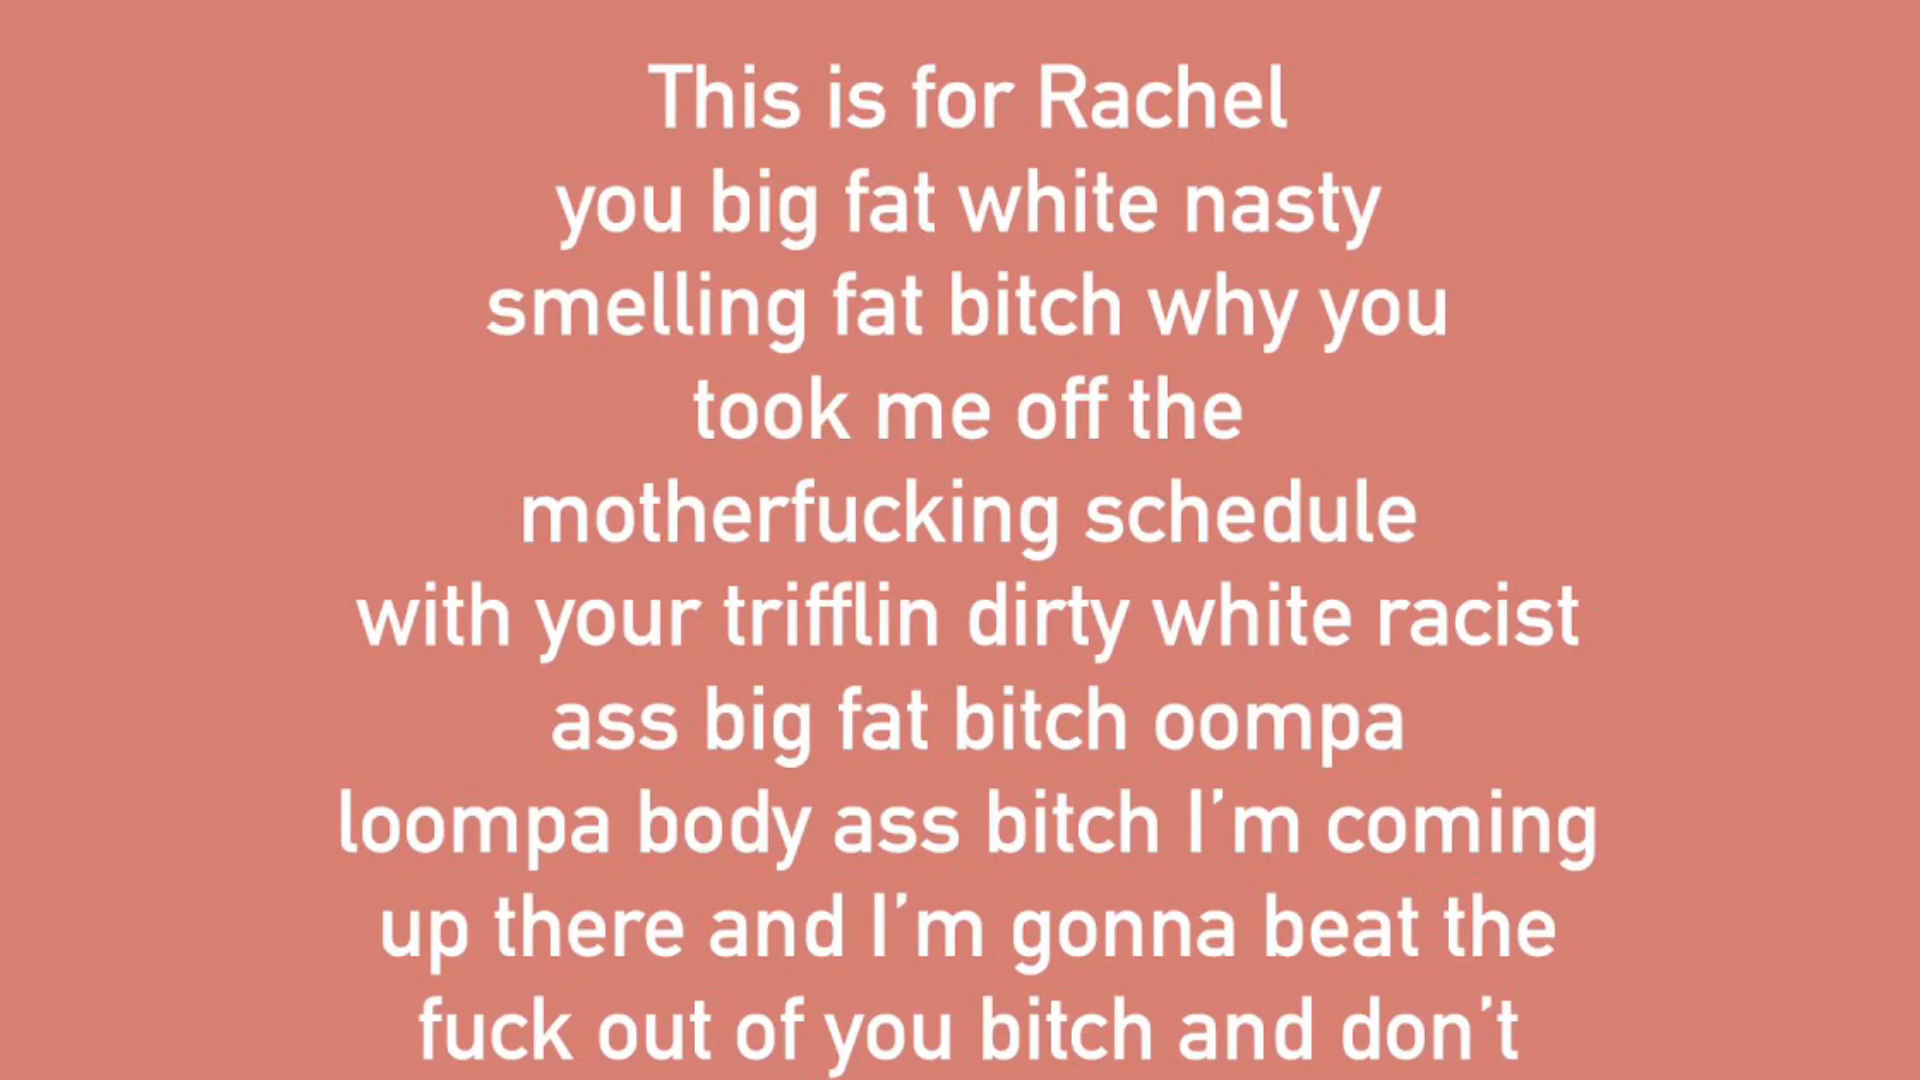 This is for Rachel
you big fat white nasty
smelling fat bitch why you
took me off the
motherfucking schedule
with your trifflin dirty white racist
ass big fat bitch oompa
loompa body ass bitch I’m coming
up there and I’m gonna beat the
fuck out of you bitch and don’t